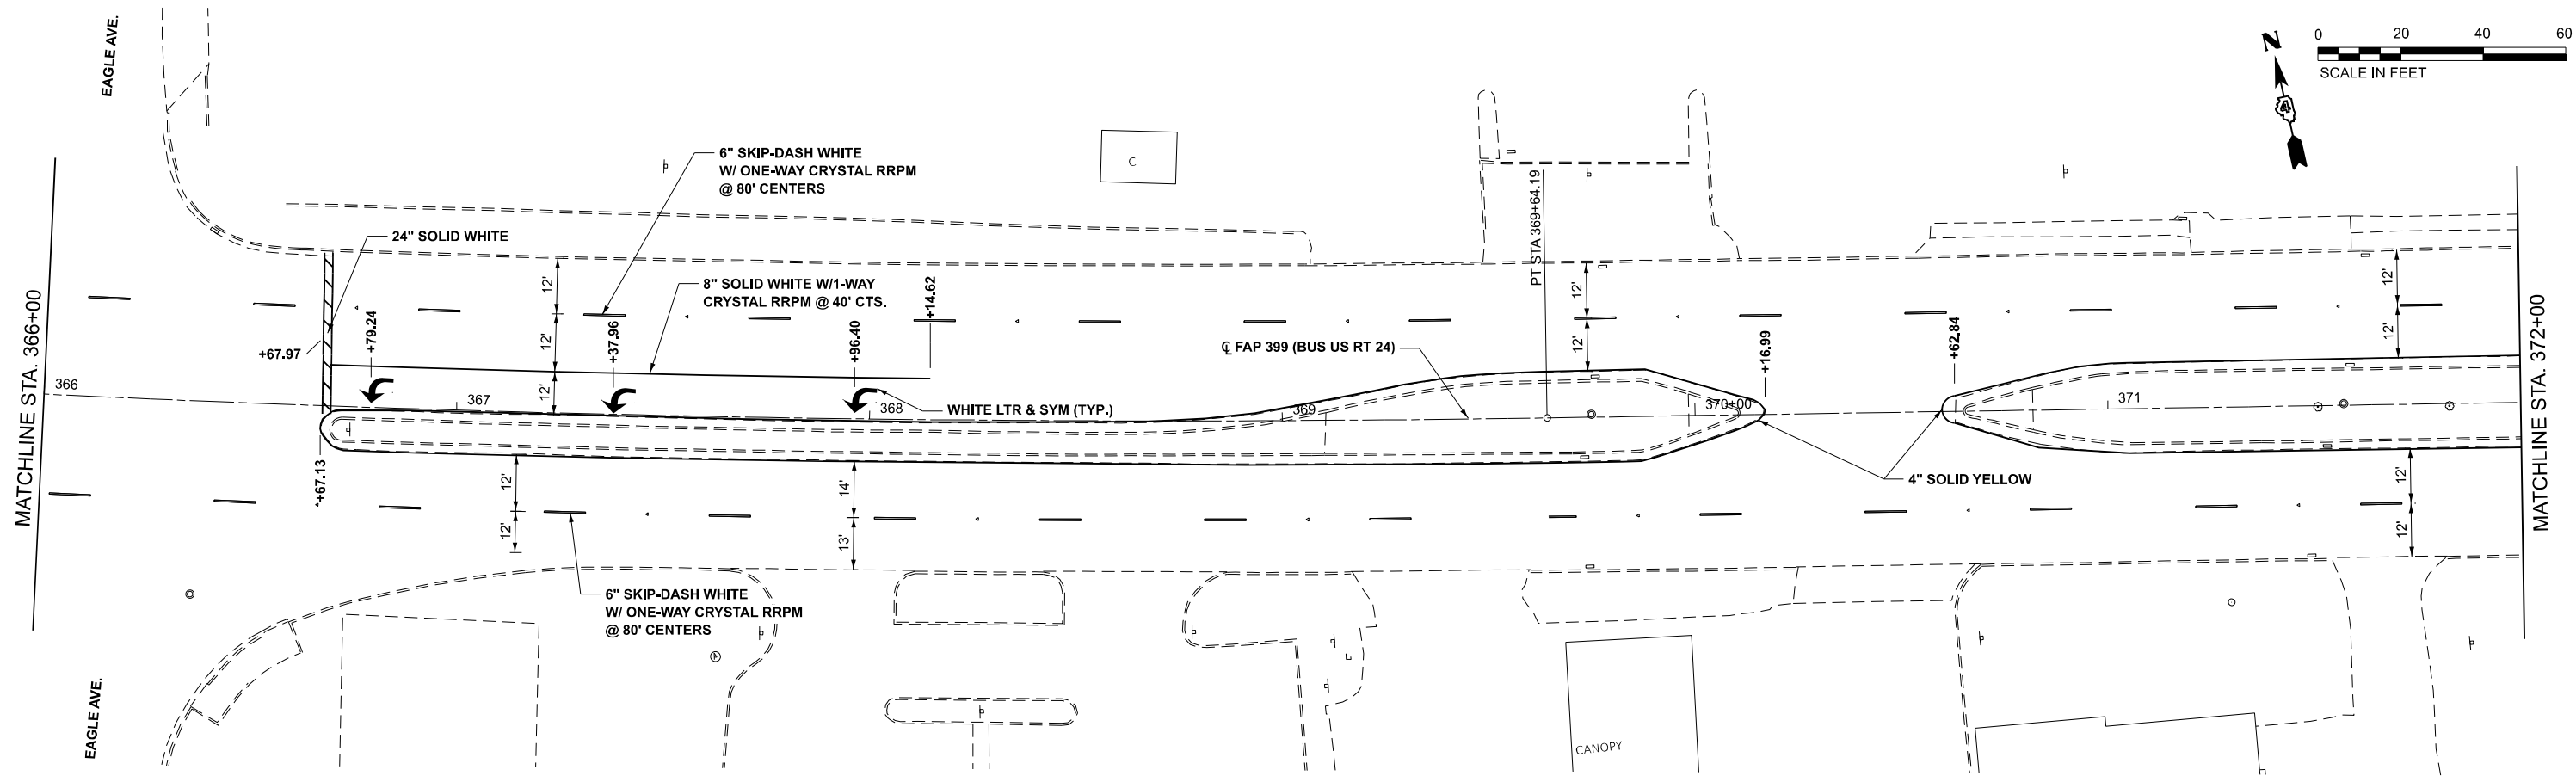 EAGLE AVE.
N
4
0 20 40 60
SCALE IN FEET
6" SKIP-DASH WHITE
W/ ONE-WAY CRYSTAL RRPM
@ 80' CENTERS
C
PT STA 369+64.19
24" SOLID WHITE
8" SOLID WHITE W/1-WAY
CRYSTAL RRPM @ 40' CTS.
+14.62
12'
12'
12'
12'
12'
12'
12'
MATCHLINE STA. 366+00
+67.97
+79.24
+37.96
+96.40
℄ FAP 399 (BUS US RT 24)
+16.99
+62.84
MATCHLINE STA. 372+00
366
367
368
369
370+00
371
WHITE LTR & SYM (TYP.)
+67.13
12'
12'
14'
13'
4" SOLID YELLOW
12'
12'
6" SKIP-DASH WHITE
W/ ONE-WAY CRYSTAL RRPM
@ 80' CENTERS
A
EAGLE AVE.
CANOPY